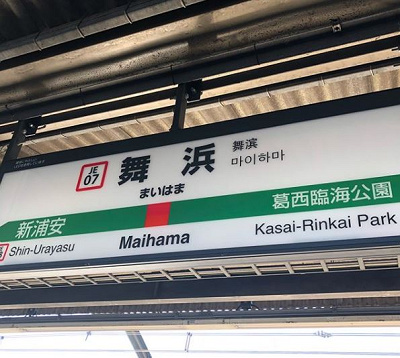 JE
07
舞浜
舞滨
마이하마
まいはま
新浦安
葛西臨海公園
Shin-Urayasu
Maihama
Kasai-Rinkai Park